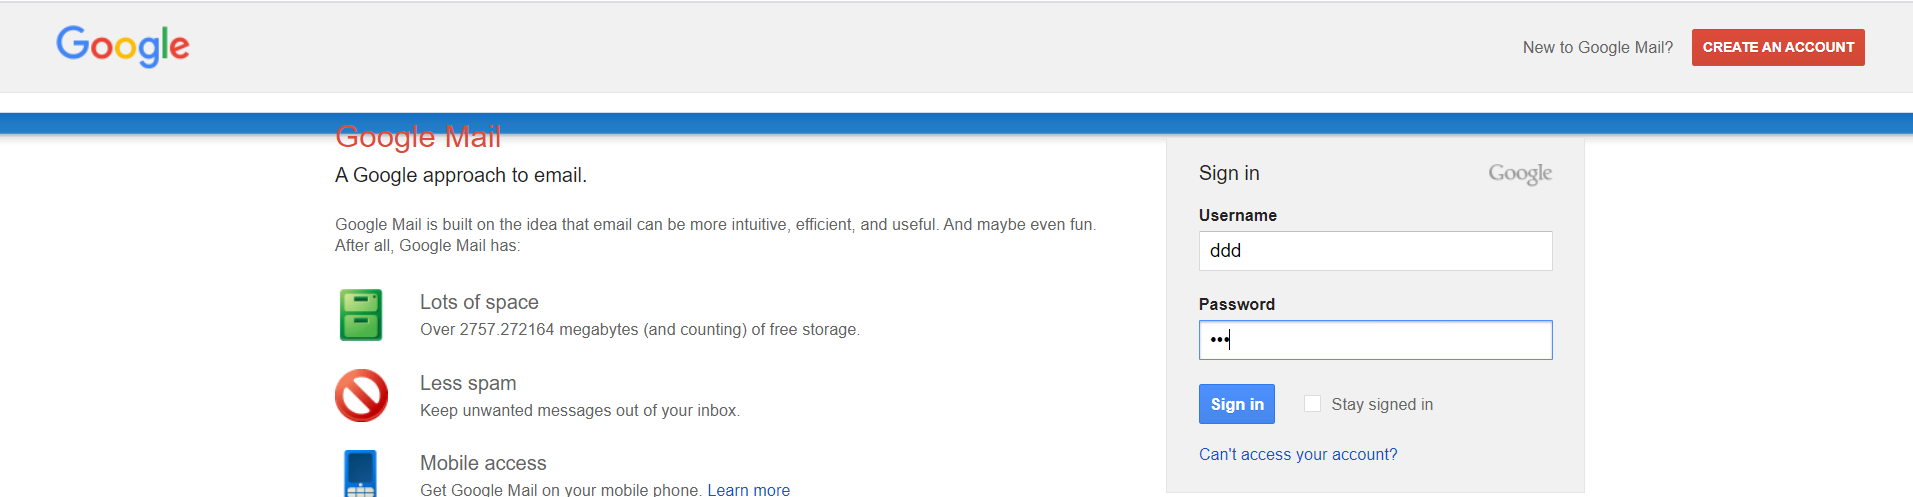 Google
New to Google Mail?
CREATE AN ACCOUNT
Google Mail
A Google approach to email.
Google Mail is built on the idea that email can be more intuitive, efficient, and useful. And maybe even fun.
After all, Google Mail has:
Lots of space
Over 2757.272164 megabytes (and counting) of free storage.
Less spam
Keep unwanted messages out of your inbox.
Mobile access
Get Google Mail on your mobile phone. Learn more
Sign in
Google
Username
ddd
Password
•••
Sign in
Stay signed in
Can't access your account?